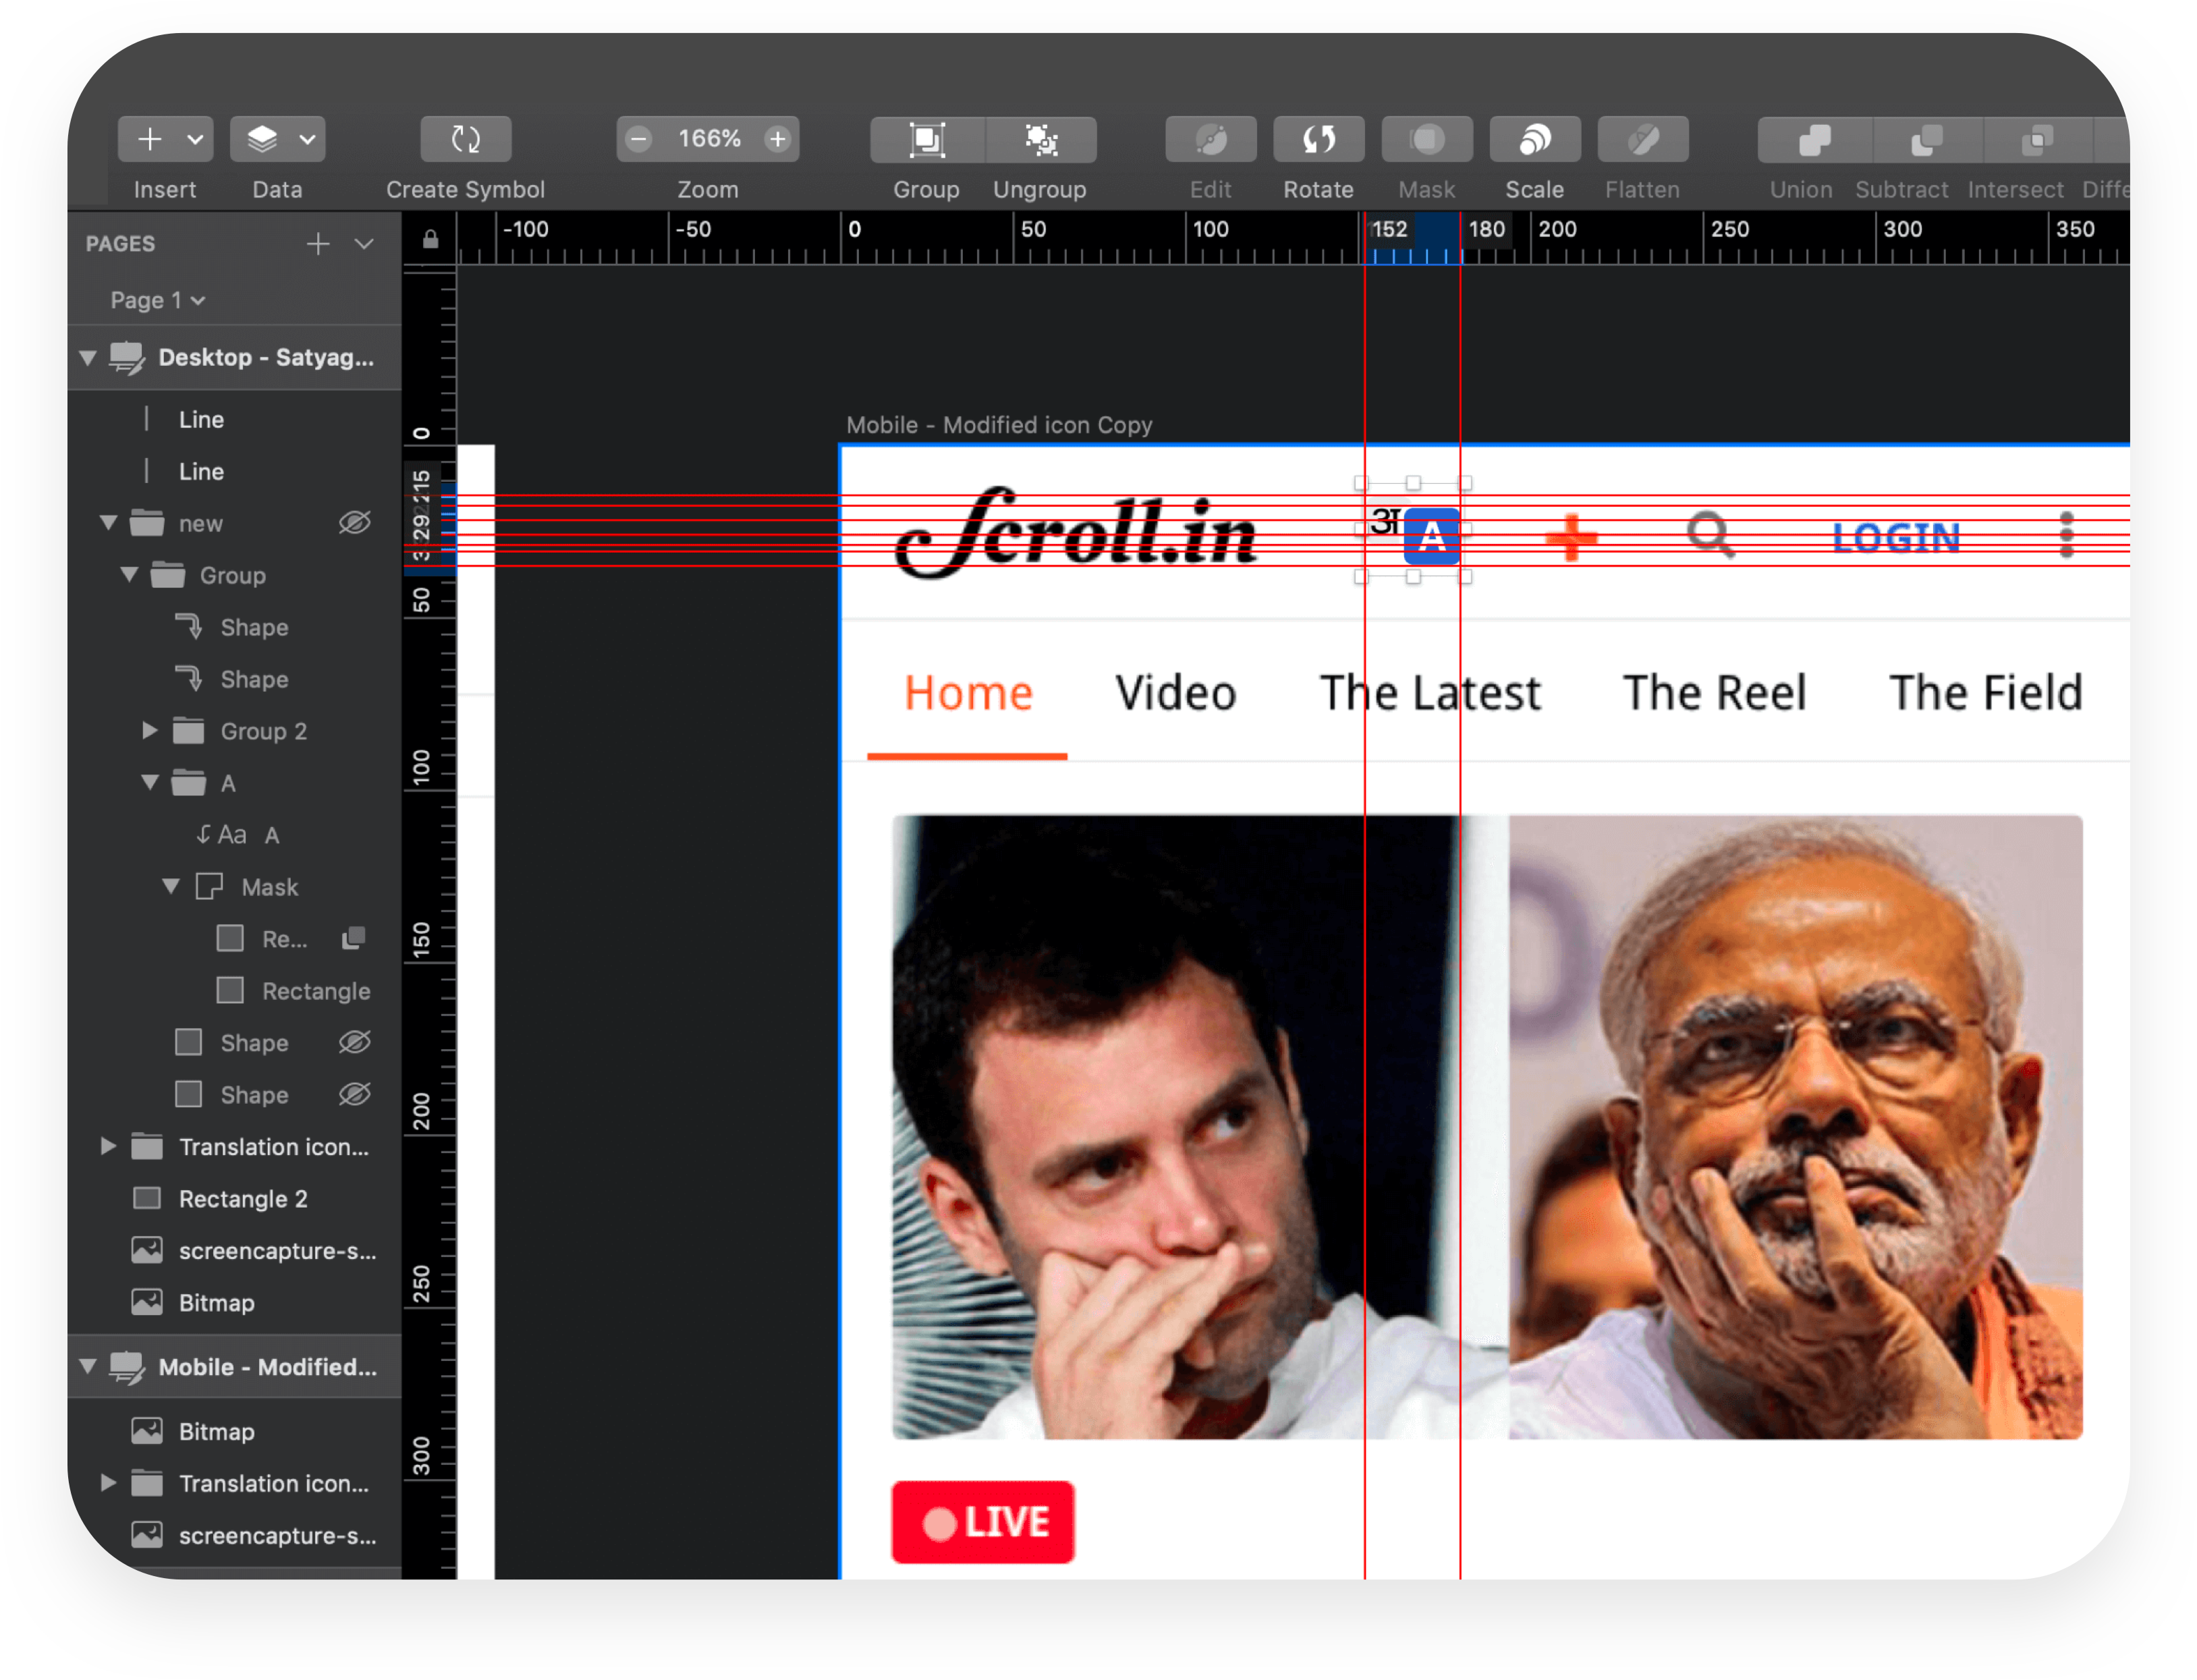 166%
Insert Data Create Symbol Zoom Group Ungroup Edit Rotate Mask Scale Flatten Union Subtract Intersect Diffe
PAGES
-100 -50 0 50 100 152 180 200 250 300 350
Page 1
Desktop - Satyag...
Line
Line
new
Group
Shape
Shape
Group 2
A
Aa A
Mask
Re...
Rectangle
Shape
Shape
Translation icon...
Rectangle 2
screencapture-s...
Bitmap
Mobile - Modified...
Bitmap
Translation icon...
screencapture-s...
0
50
100
150
200
250
300
Mobile - Modified icon Copy
Scroll.in अ A LOGIN
Home Video The Latest The Reel The Field
LIVE